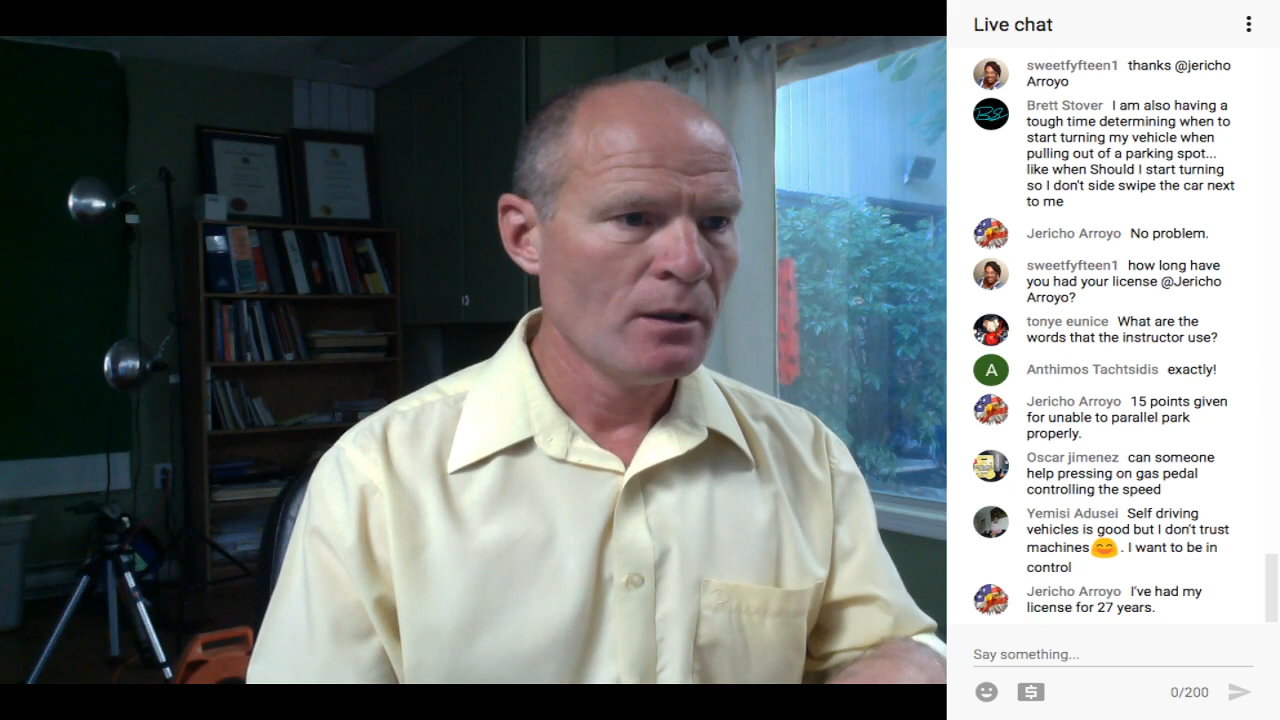 Live chat
sweetfyfteen1 thanks @jericho
Arroyo
Brett Stover I am also having a
tough time determining when to
start turning my vehicle when
pulling out of a parking spot...
like when Should I start turning
so I don't side swipe the car next
to me
Jericho Arroyo No problem.
sweetfyfteen1 how long have
you had your license @Jericho
Arroyo?
tonye eunice What are the
words that the instructor use?
A
Anthimos Tachtsidis exactly!
Jericho Arroyo 15 points given
for unable to parallel park
properly.
Oscar jimenez can someone
help pressing on gas pedal
controlling the speed
Yemisi Adusei Self driving
vehicles is good but I don't trust
machines😊 . I want to be in
control
Jericho Arroyo I've had my
license for 27 years.
Say something...
0/200